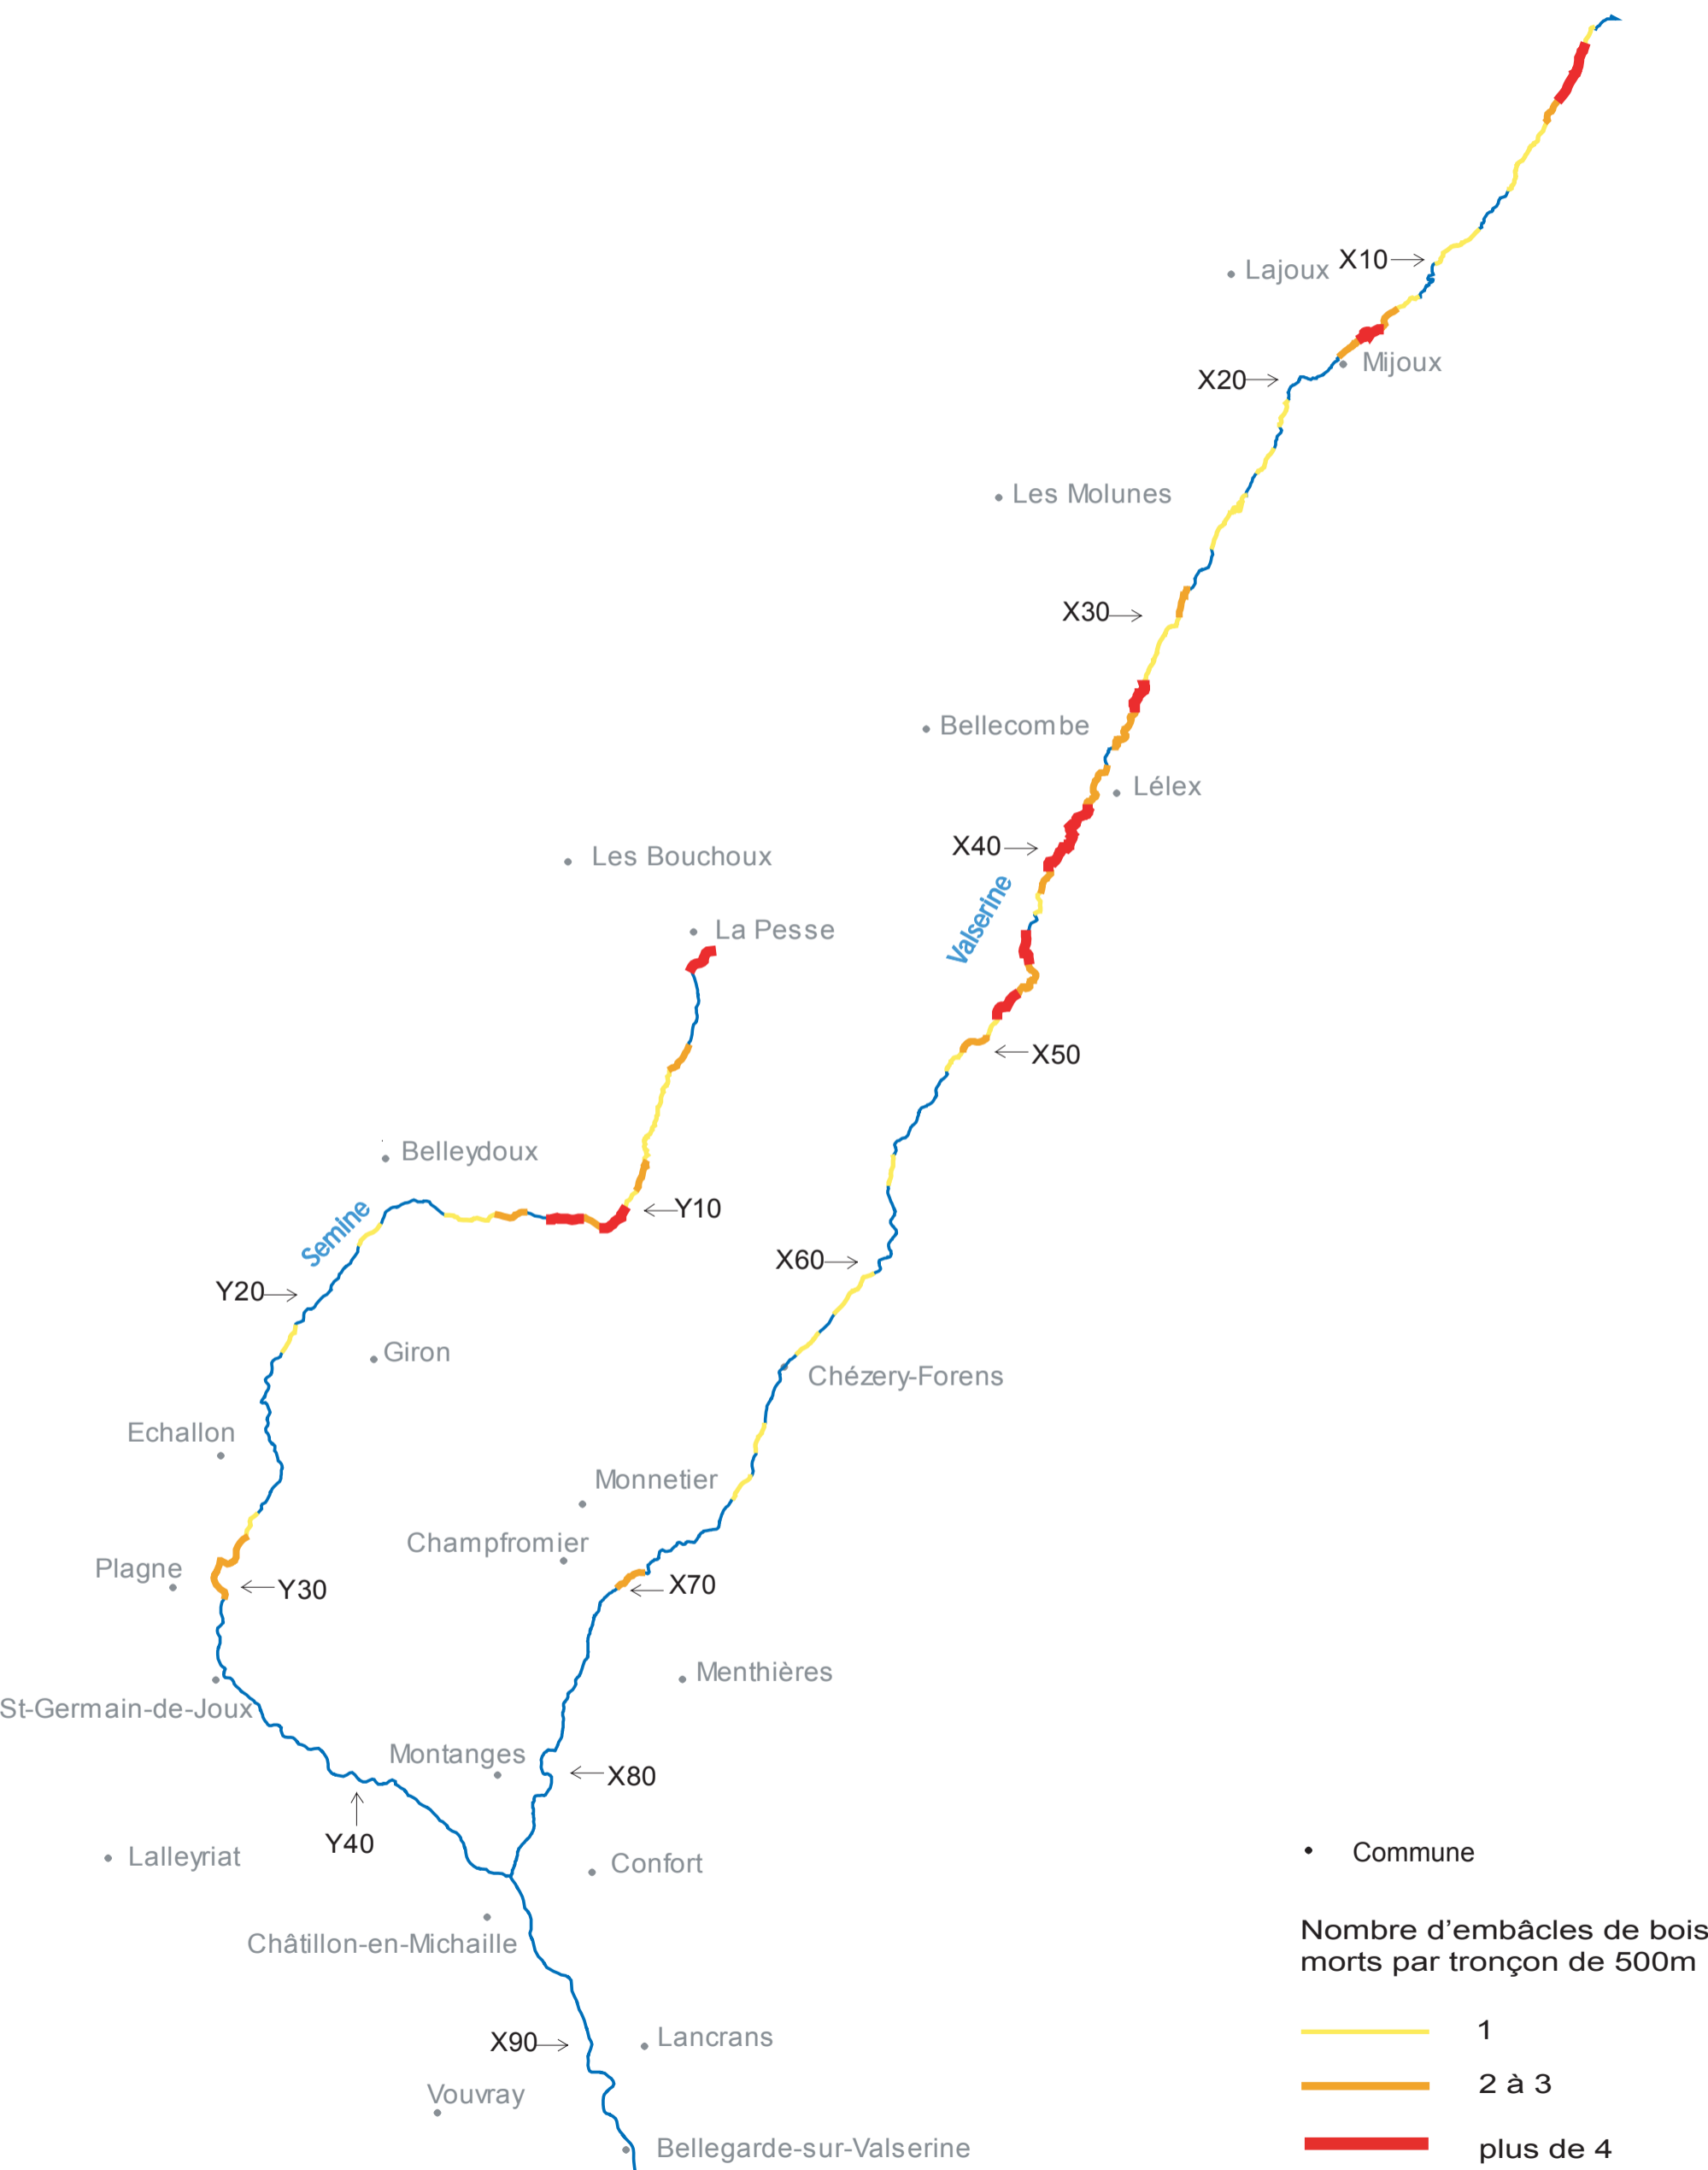 Lajoux
X10
Mijoux
X20
Les Molunes
X30
Bellecombe
Lélex
X40
Les Bouchoux
Valserine
La Pesse
X50
Belleydoux
Y10
Semine
X60
Y20
Giron
Chézery-Forens
Echallon
Monnetier
Champfromier
Plagne
Y30
X70
Menthières
St-Germain-de-Joux
Montanges
X80
Y40
Lalleyriat
Confort
Commune
Châtillon-en-Michaille
Nombre d'embâcles de bois
morts par tronçon de 500m
1
X90
Lancrans
2 à 3
Vouvray
Bellegarde-sur-Valserine
plus de 4